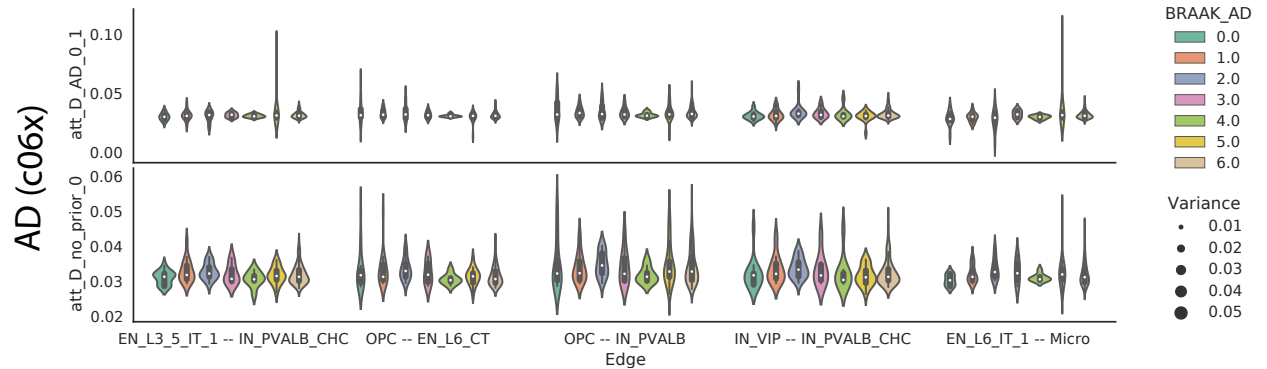 AD (c06x)
att_D_AD_0_1
0.10
0.05
0.00
att_D_no_prior_0
0.06
0.05
0.04
0.03
0.02
EN_L3_5_IT_1 -- IN_PVALB_CHC
OPC -- EN_L6_CT
OPC -- IN_PVALB
IN_VIP -- IN_PVALB_CHC
EN_L6_IT_1 -- Micro
Edge
BRAAK_AD
0.0
1.0
2.0
3.0
4.0
5.0
6.0
Variance
0.01
0.02
0.03
0.04
0.05